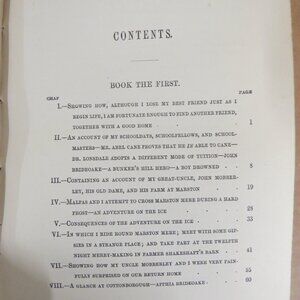 CONTENTS.
BOOK THE FIRST.
CHAP PAGE
I.—SHOWING HOW, ALTHOUGH I LOSE MY BEST FRIEND JUST AS I
BEGIN LIFE, I AM FORTUNATE ENOUGH TO FIND ANOTHER FRIEND,
TOGETHER WITH A GOOD HOME 1
II.—AN ACCOUNT OF MY SCHOOLDAYS, SCHOOLFELLOWS, AND SCHOOL-
MASTERS—MR. ABEL CANE PROVES THAT HE IS ABLE TO CANE—
DR. LONSDALE ADOPTS A DIFFERENT MODE OF TUITION—JOHN
BRIDEOAKE—A BUNKER'S HILL HERO—A BOY DROWNED 8
III.—CONTAINING AN ACCOUNT OF MY GREAT-UNCLE, JOHN MOBBER-
LEY, HIS OLD DAME, AND HIS FARM AT MARSTON 19
IV.—MALPAS AND I ATTEMPT TO CROSS MARSTON MERE DURING A HARD
FROST—AN ADVENTURE ON THE ICE 28
V.—CONSEQUENCES OF THE ADVENTURE ON THE ICE 33
VI.—IN WHICH I RIDE ROUND MARSTON MERE; MEET WITH SOME GIP-
SIES IN A STRANGE PLACE; AND TAKE PART AT THE TWELFTH
NIGHT MERRY-MAKING IN FARMER SHAKESHAFT'S BARN 41
VII.—SHOWING HOW MY UNCLE MOBBERLEY AND I WERE VERY PAIN-
FULLY SURPRISED ON OUR RETURN HOME 55
VIII.—A GLANCE AT COTTONBOROUGH— BRIDEOAKE 60